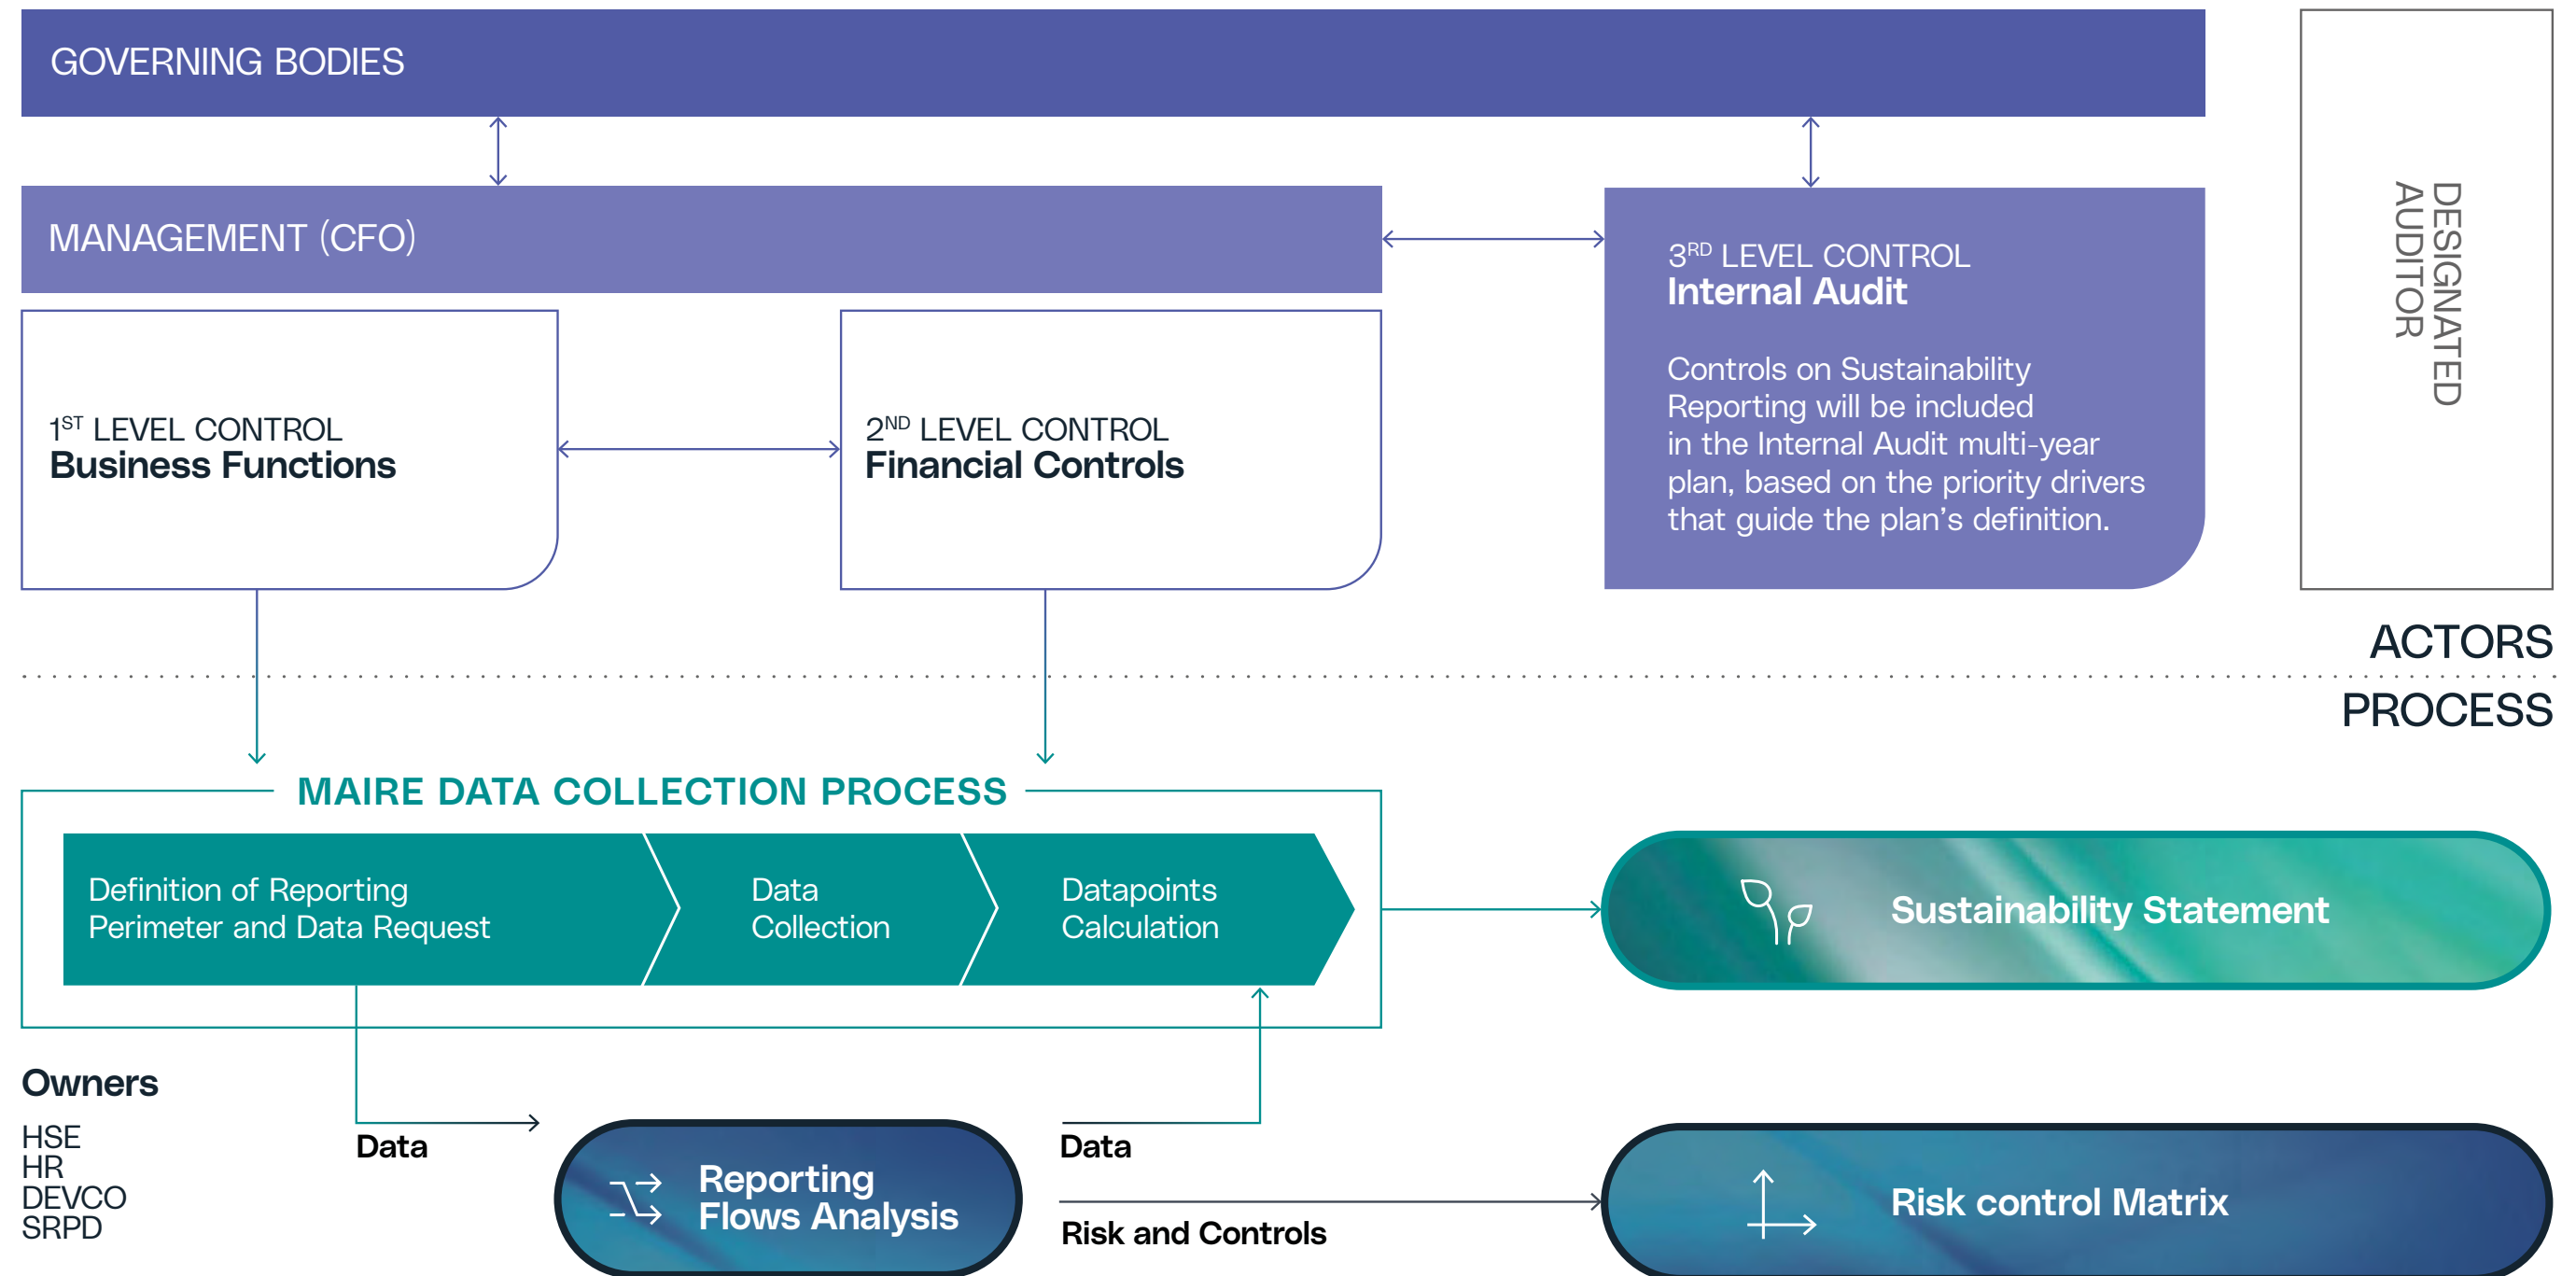 GOVERNING BODIES
MANAGEMENT (CFO)
1ST LEVEL CONTROL
Business Functions
2ND LEVEL CONTROL
Financial Controls
3RD LEVEL CONTROL
Internal Audit
Controls on Sustainability
Reporting will be included
in the Internal Audit multi-year
plan, based on the priority drivers
that guide the plan’s definition.
DESIGNATED
AUDITOR
ACTORS
PROCESS
MAIRE DATA COLLECTION PROCESS
Definition of Reporting
Perimeter and Data Request
Data
Collection
Datapoints
Calculation
Sustainability Statement
Owners
HSE
HR
DEVCO
SRPD
Data
Reporting
Flows Analysis
Data
Risk and Controls
Risk control Matrix